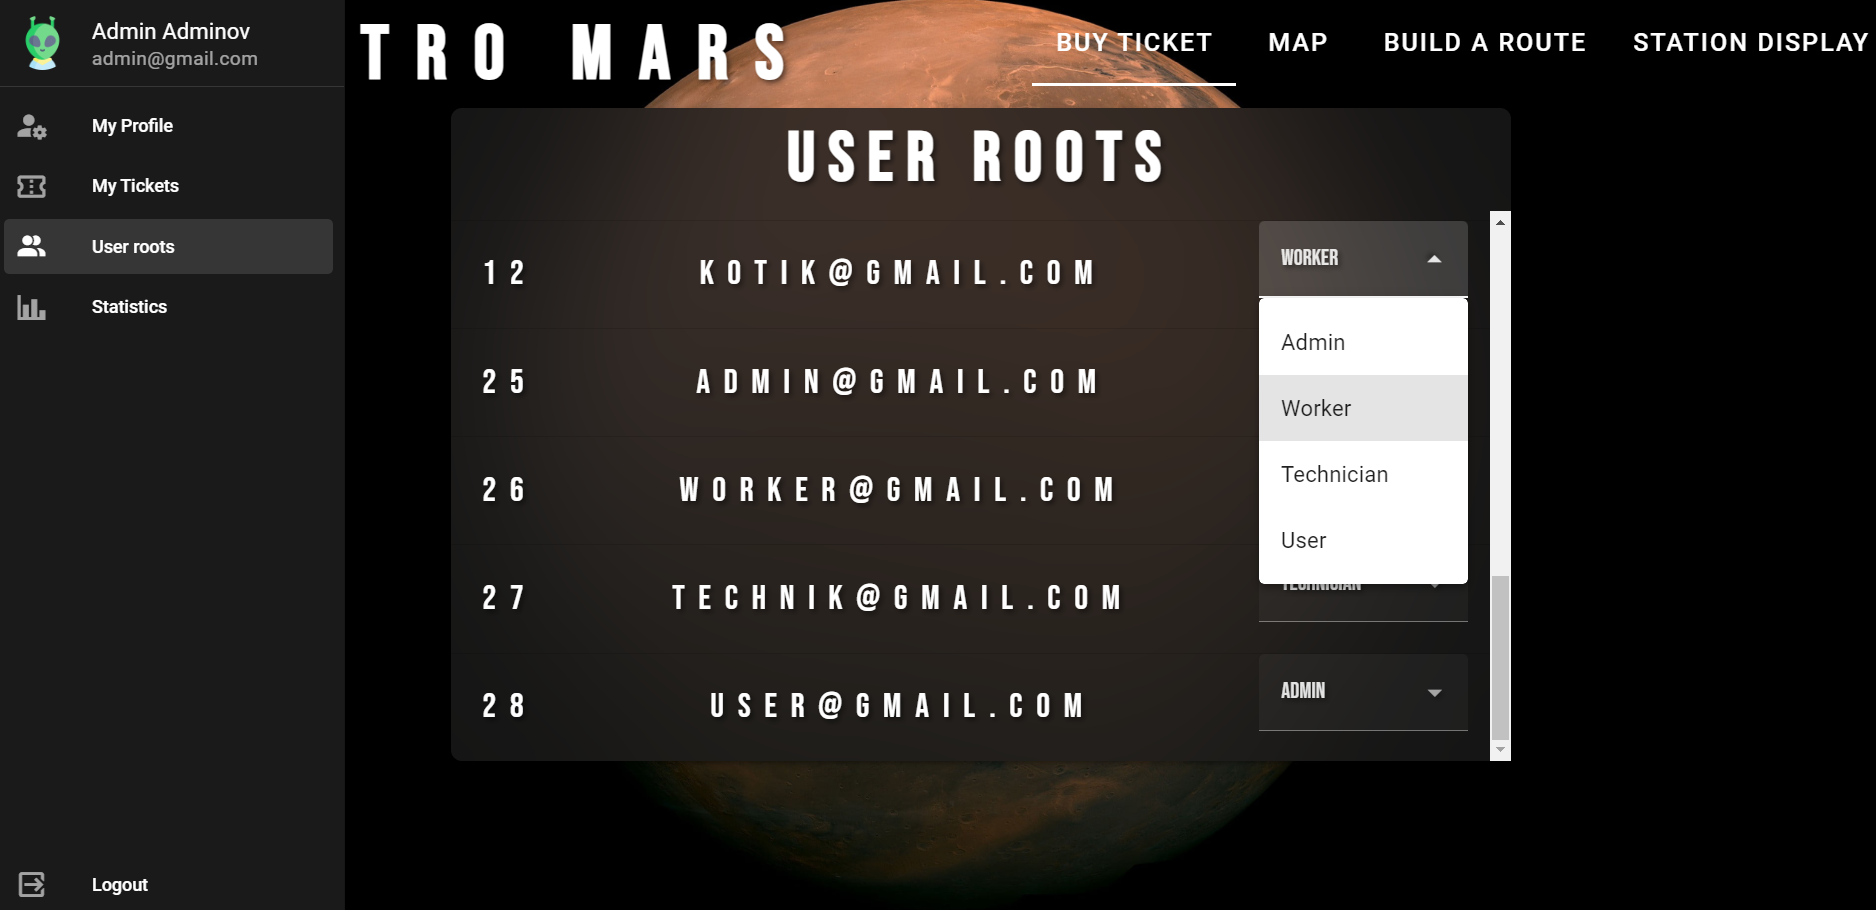 Admin Adminov
admin@gmail.com
My Profile
My Tickets
User roots
Statistics
Logout
TRO MARS
BUY TICKET
MAP
BUILD A ROUTE
STATION DISPLAY
USER ROOTS
12
KOTIK@GMAIL.COM
WORKER
Admin
Worker
Technician
User
25
ADMIN@GMAIL.COM
26
WORKER@GMAIL.COM
27
TECHNIK@GMAIL.COM
TECHNICIAN
28
USER@GMAIL.COM
ADMIN